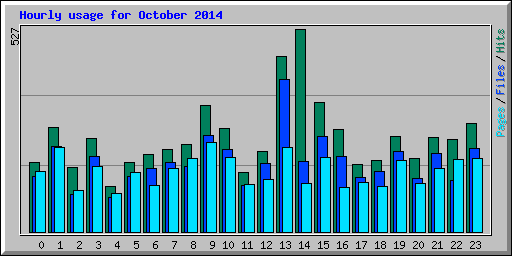 Hourly usage for October 2014
527
Pages/Files/Hits
0 1 2 3 4 5 6 7 8 9 10 11 12 13 14 15 16 17 18 19 20 21 22 23